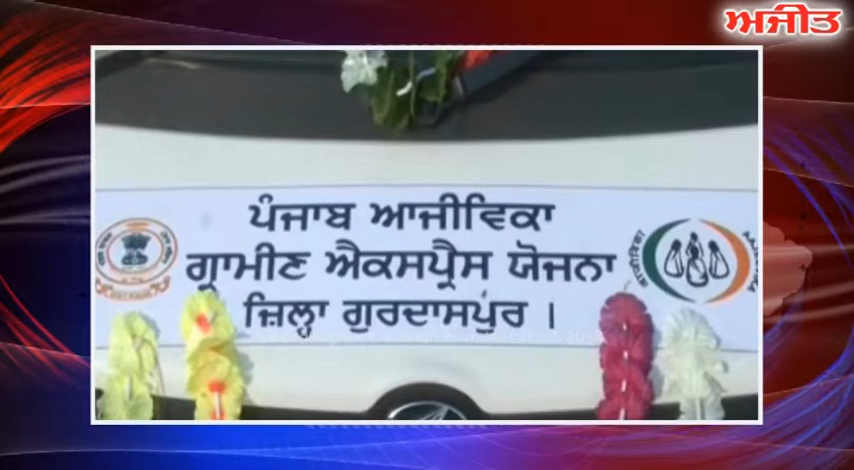 ਅਜੀਤ
ਪੰਜਾਬ ਆਜੀਵਿਕਾ
ਗ੍ਰਾਮੀਣ ਐਕਸਪ੍ਰੈਸ ਯੋਜਨਾ
ਜ਼ਿਲ੍ਹਾ ਗੁਰਦਾਸਪੁਰ ।